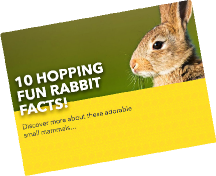 10 HOPPING
FUN RABBIT
FACTS!
Discover more about these adorable
small mammals...